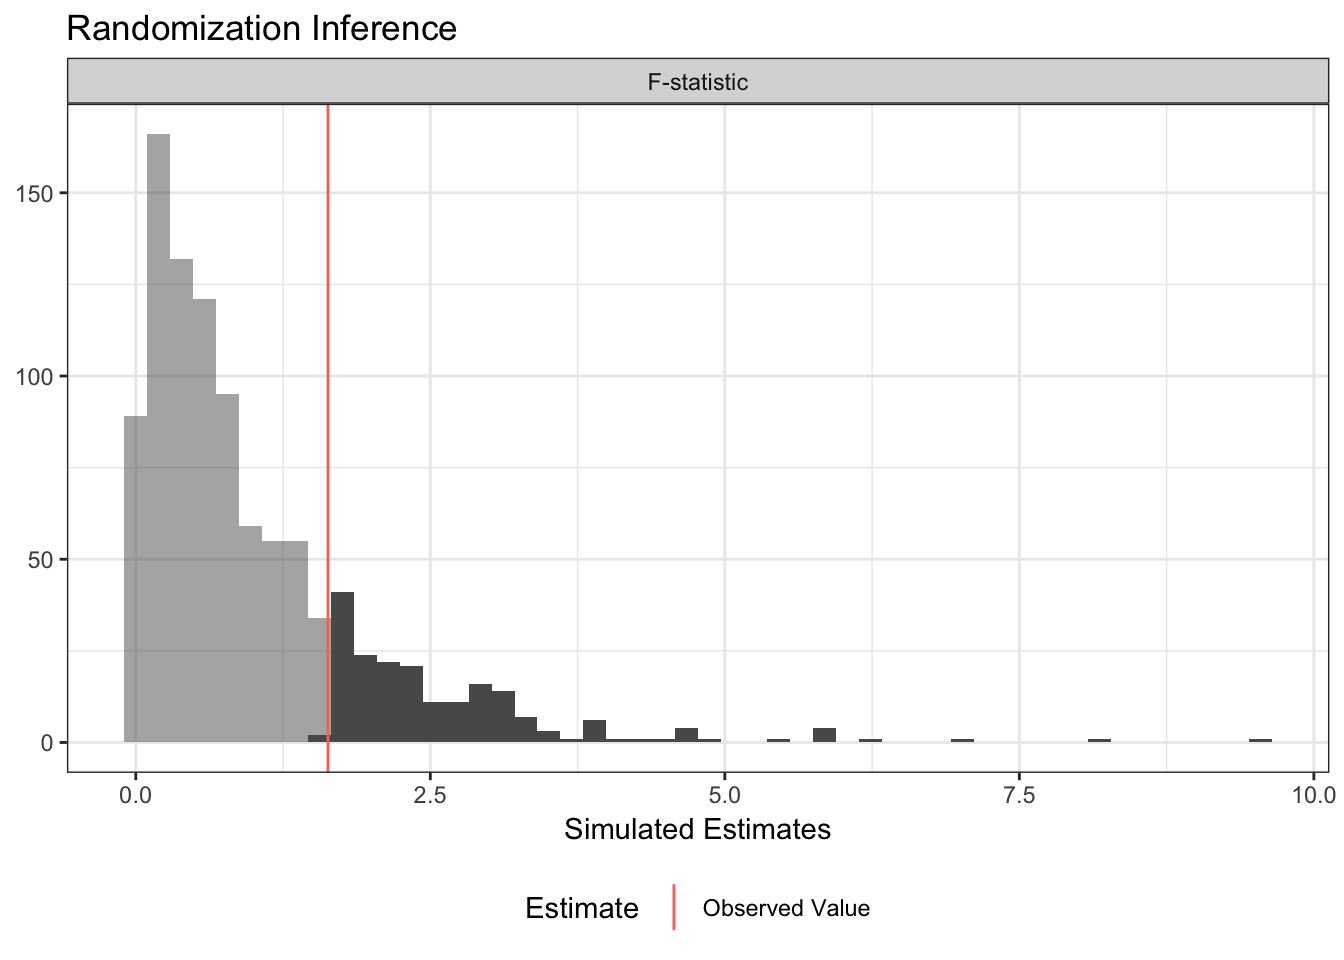 Randomization Inference
F-statistic
150
100
50
0
0.0 2.5 5.0 7.5 10.0
Simulated Estimates
Estimate Observed Value